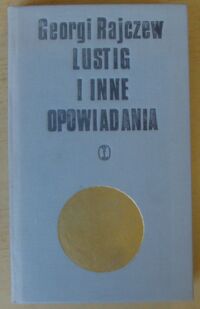 Georgi Rajczew
LUSTIG
I INNE
OPOWIADANIA